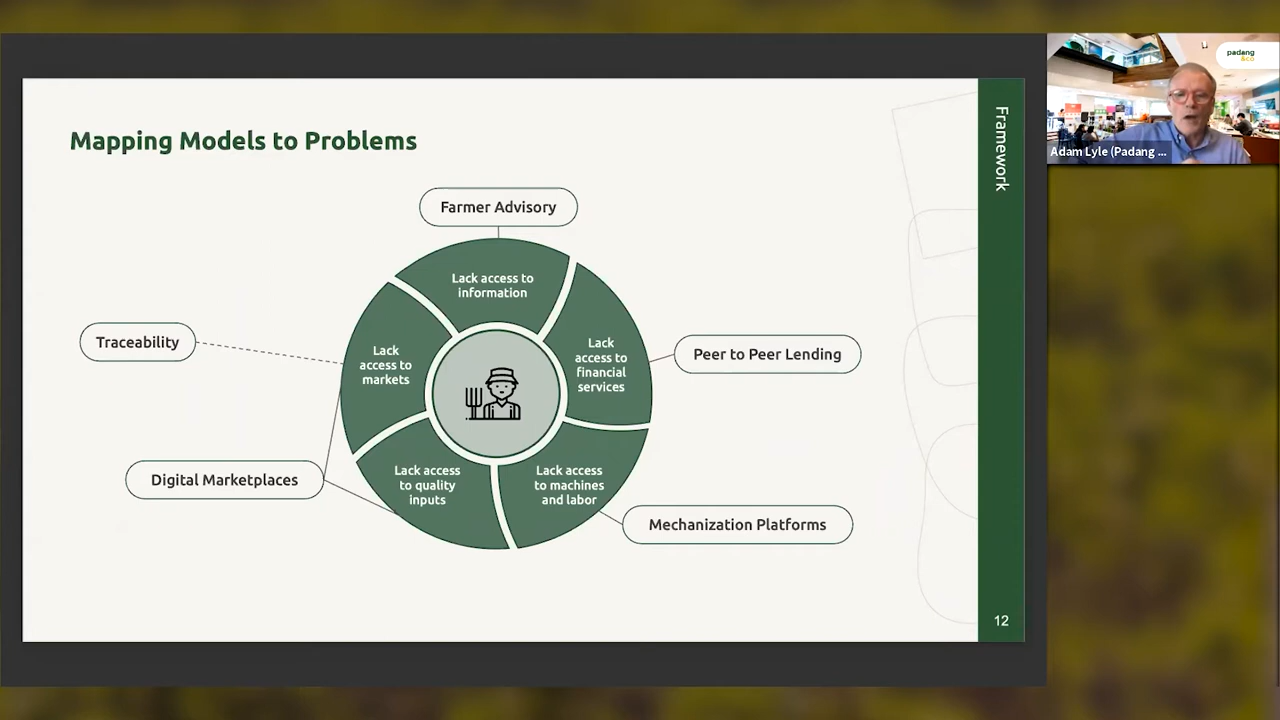 Mapping Models to Problems
Framework
Farmer Advisory
Lack access to
information
Traceability
Lack
access to
markets
Lack
access to
financial
services
Peer to Peer Lending
Digital Marketplaces
Lack access
to quality
inputs
Lack access
to machines
and labor
Mechanization Platforms
12
padang
&co
Adam Lyle (Padang ...